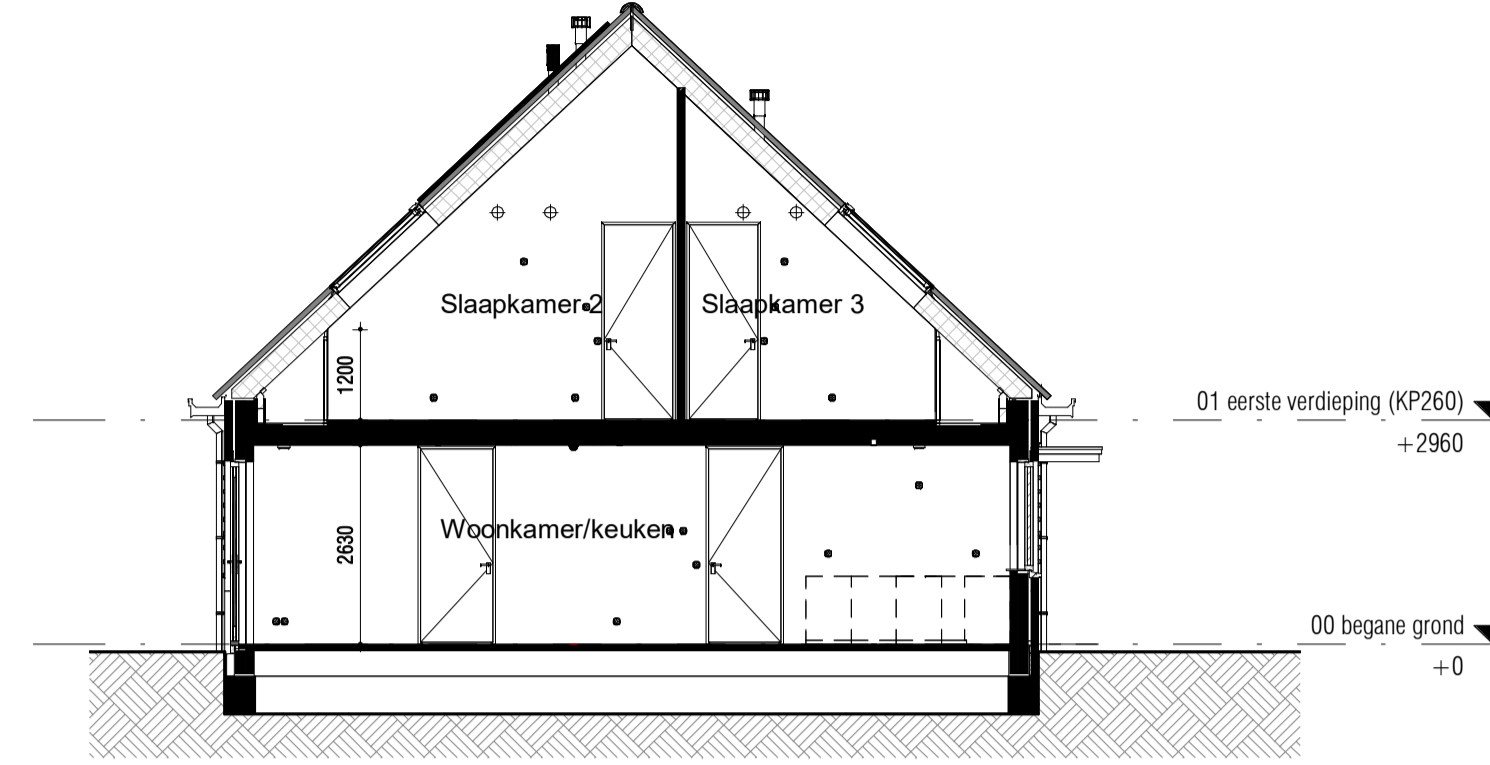 Slaapkamer 2
Slaapkamer 3
1200
01 eerste verdieping (KP260)
+2960
Woonkamer/keuken
2630
00 begane grond
+0